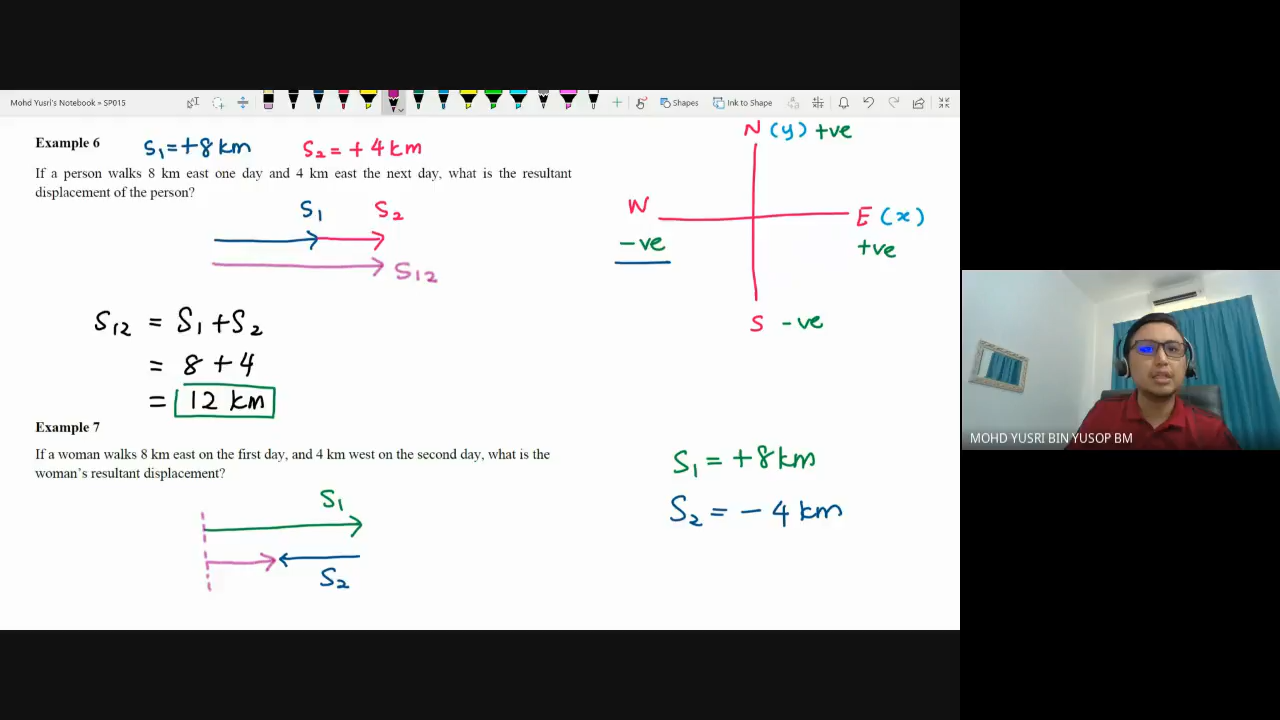 Mohd Yusri's Notebook » SP015
Shapes
Ink to Shape
Example 6
S₁ = +8 km
S₂ = + 4 km
If a person walks 8 km east one day and 4 km east the next day, what is the resultant
displacement of the person?
S₁
S₂
S₁₂
S₁₂ = S₁ + S₂
= 8 + 4
= 12 km
N (y) +ve
W
-ve
E (x)
+ve
S -ve
Example 7
If a woman walks 8 km east on the first day, and 4 km west on the second day, what is the
woman's resultant displacement?
S₁
S₂
S₁ = +8 km
S₂ = - 4 km
MOHD YUSRI BIN YUSOP BM